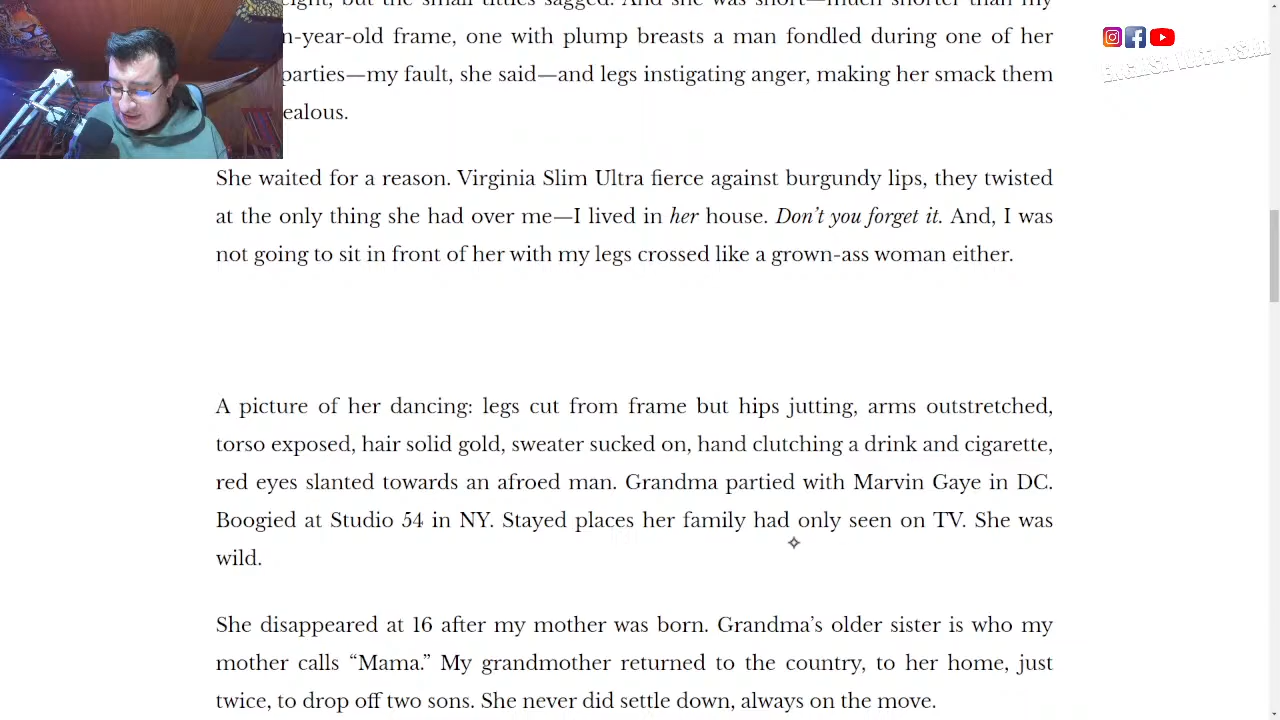 eight, but the small titties sagged. And she was short—much shorter than my
n-year-old frame, one with plump breasts a man fondled during one of her
parties—my fault, she said—and legs instigating anger, making her smack them
ealous.
She waited for a reason. Virginia Slim Ultra fierce against burgundy lips, they twisted
at the only thing she had over me—I lived in her house. Don’t you forget it. And, I was
not going to sit in front of her with my legs crossed like a grown-ass woman either.
A picture of her dancing: legs cut from frame but hips jutting, arms outstretched,
torso exposed, hair solid gold, sweater sucked on, hand clutching a drink and cigarette,
red eyes slanted towards an afroed man. Grandma partied with Marvin Gaye in DC.
Boogied at Studio 54 in NY. Stayed places her family had only seen on TV. She was
wild.
She disappeared at 16 after my mother was born. Grandma’s older sister is who my
mother calls “Mama.” My grandmother returned to the country, to her home, just
twice, to drop off two sons. She never did settle down, always on the move.